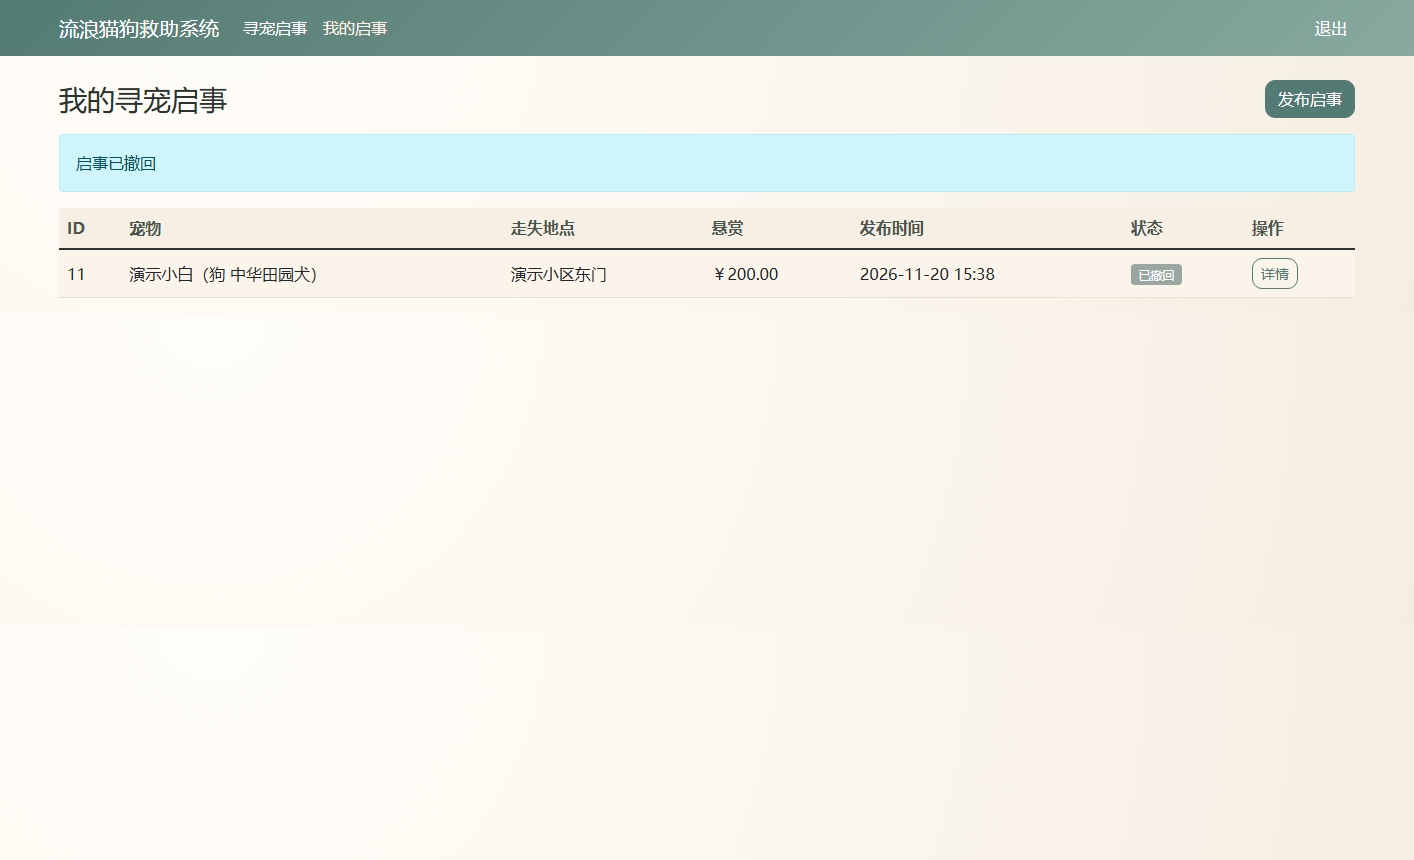 流浪猫狗救助系统 寻宠启事 我的启事 退出
我的寻宠启事 发布启事
启事已撤回
ID 宠物 走失地点 悬赏 发布时间 状态 操作
11 演示小白（狗 中华田园犬） 演示小区东门 ￥200.00 2026-11-20 15:38 已撤回 详情